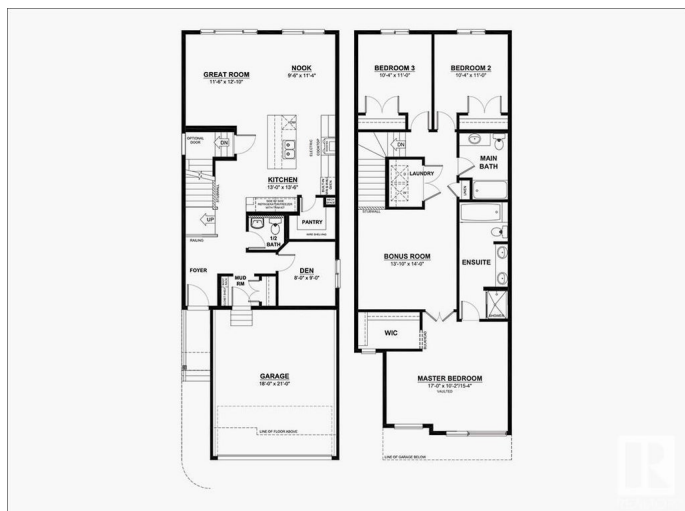 GREAT ROOM
11'-6" x 12'-10"
NOOK
9'-6" x 11'-4"
OPTIONAL
DOOR
DN
KITCHEN
13'-0" x 13'-6"
UP
RAILING
PANTRY
1/2
BATH
DEN
8'-0" x 9'-0"
FOYER
MUD
RM
GARAGE
18'-0" x 21'-0"
LINE OF FLOOR ABOVE
BEDROOM 3
10'-4" x 11'-0"
BEDROOM 2
10'-4" x 11'-0"
DN
LAUNDRY
MAIN
BATH
LINEN
BONUS ROOM
13'-10" x 14'-0"
ENSUITE
SHOWER
WIC
MASTER BEDROOM
17'-0" x 10'-2"/15'-4"
VAULTED
LINE OF GARAGE BELOW